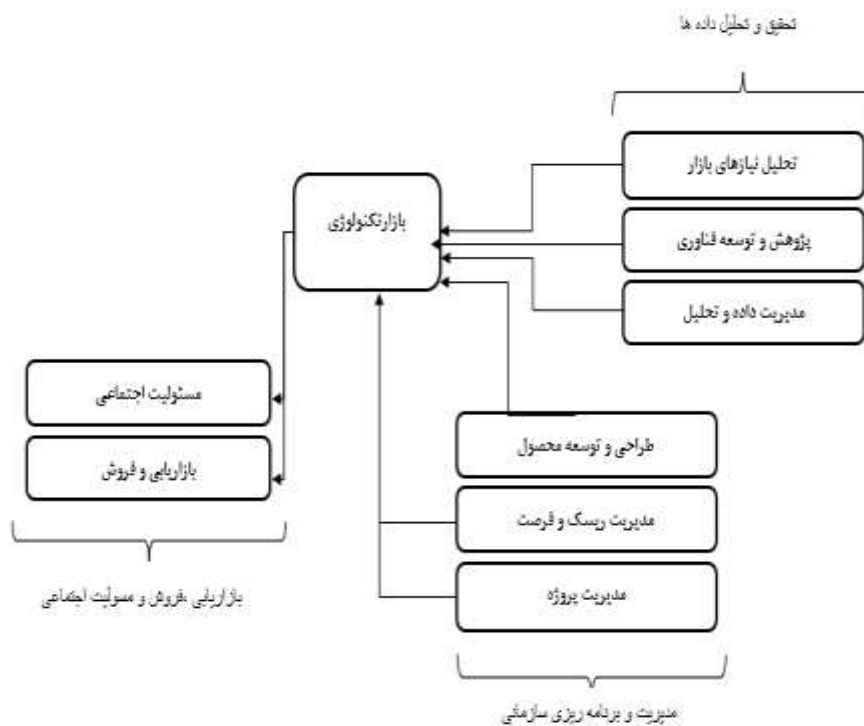 تحقیق و تحلیل داده ها
تحلیل نیازهای بازار
پژوهش و توسعه فناوری
مدیریت داده و تحلیل
بازارتکنولوژی
مسئولیت اجتماعی
بازاریابی و فروش
بازاریابی ،فروش و مسولیت اجتماعی
طراحی و توسعه محصول
مدیریت ریسک و فرصت
مدیریت پروژه
مدیریت و برنامه ریزی سازمانی